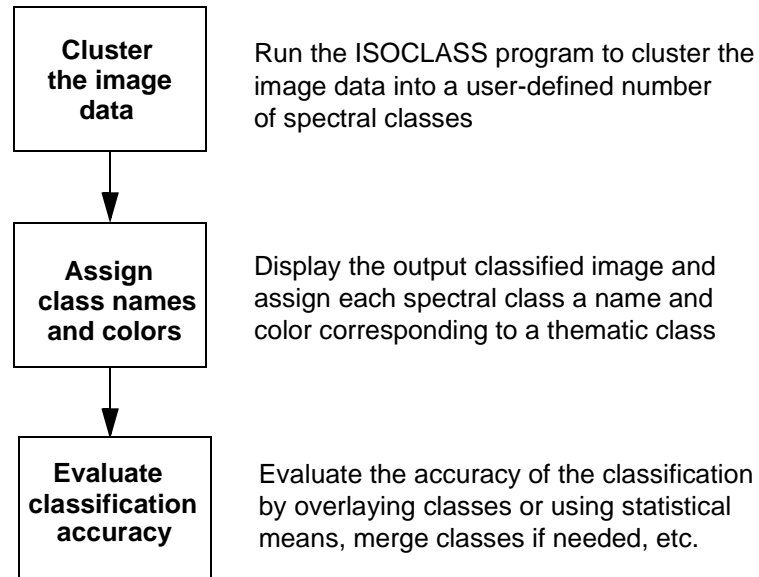 Cluster
the image
data
Run the ISOCLASS program to cluster the
image data into a user-defined number
of spectral classes
Assign
class names
and colors
Display the output classified image and
assign each spectral class a name and
color corresponding to a thematic class
Evaluate
classification
accuracy
Evaluate the accuracy of the classification
by overlaying classes or using statistical
means, merge classes if needed, etc.